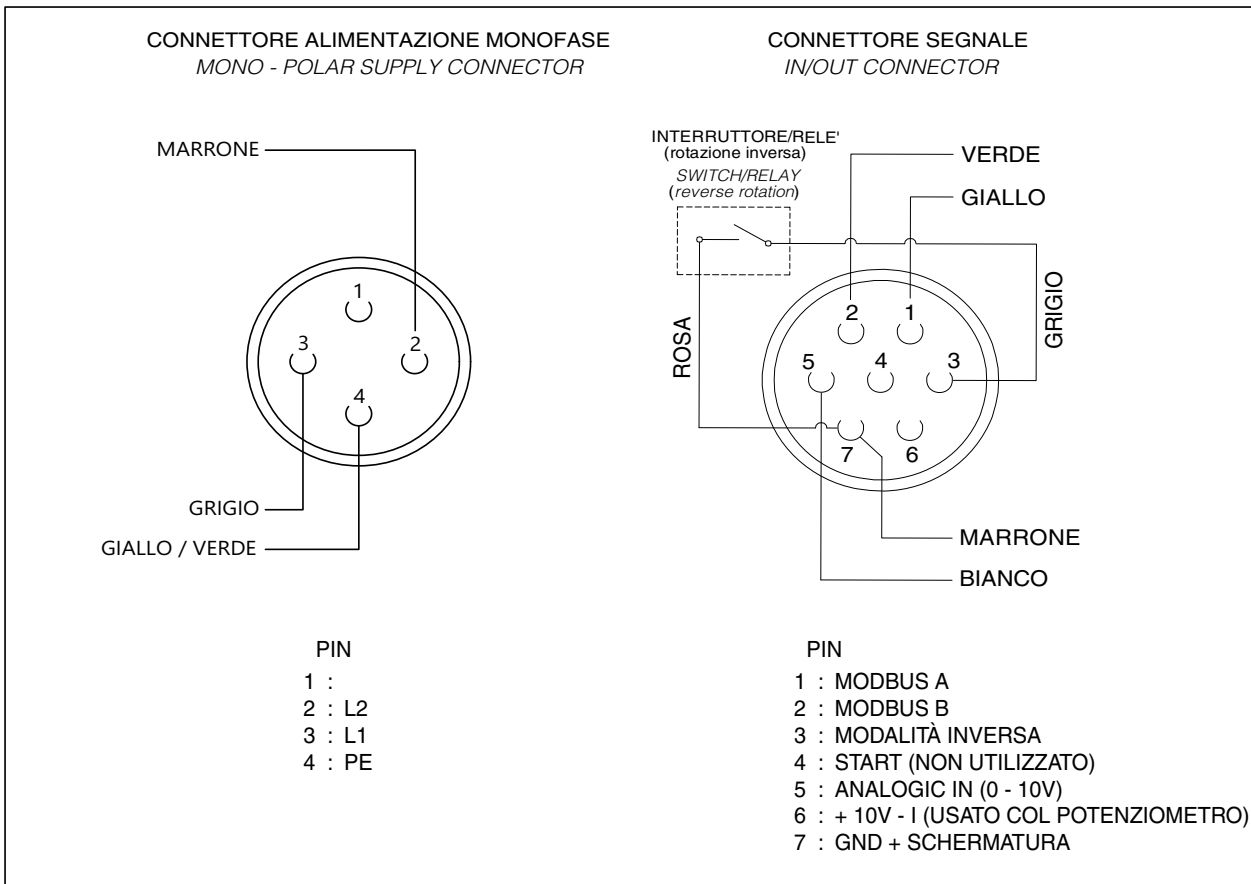 CONNETTORE ALIMENTAZIONE MONOFASE
MONO - POLAR SUPPLY CONNECTOR
MARRONE
1
3
2
4
GRIGIO
GIALLO / VERDE
PIN
1 :
2 : L2
3 : L1
4 : PE
CONNETTORE SEGNALE
IN/OUT CONNECTOR
INTERRUTTORE/RELE'
(rotazione inversa)
SWITCH/RELAY
(reverse rotation)
VERDE
GIALLO
ROSA
GRIGIO
2
1
5
4
3
7
6
MARRONE
BIANCO
PIN
1 : MODBUS A
2 : MODBUS B
3 : MODALITÀ INVERSA
4 : START (NON UTILIZZATO)
5 : ANALOGIC IN (0 - 10V)
6 : + 10V - I (USATO COL POTENZIOMETRO)
7 : GND + SCHERMATURA